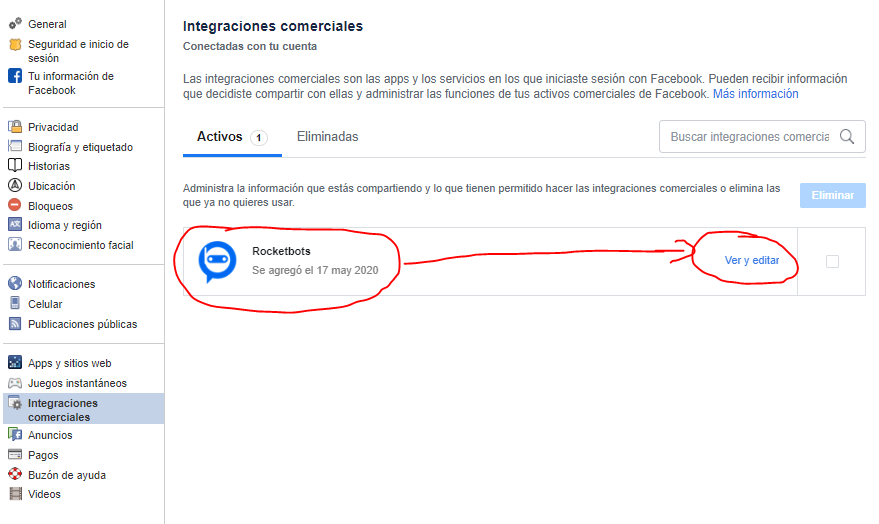 General
Seguridad e inicio de
sesión
Tu información de
Facebook
Privacidad
Biografía y etiquetado
Historias
Ubicación
Bloqueos
Idioma y región
Reconocimiento facial
Notificaciones
Celular
Publicaciones públicas
Apps y sitios web
Juegos instantáneos
Integraciones
comerciales
Anuncios
Pagos
Buzón de ayuda
Videos
Integraciones comerciales
Conectadas con tu cuenta
Las integraciones comerciales son las apps y los servicios en los que iniciaste sesión con Facebook. Pueden recibir información
que decidiste compartir con ellas y administrar las funciones de tus activos comerciales de Facebook. Más información
Activos 1 Eliminadas Buscar integraciones comercia
Administra la información que estás compartiendo y lo que tienen permitido hacer las integraciones comerciales o elimina las
que ya no quieres usar.
Eliminar
Rocketbots
Se agregó el 17 may 2020
Ver y editar